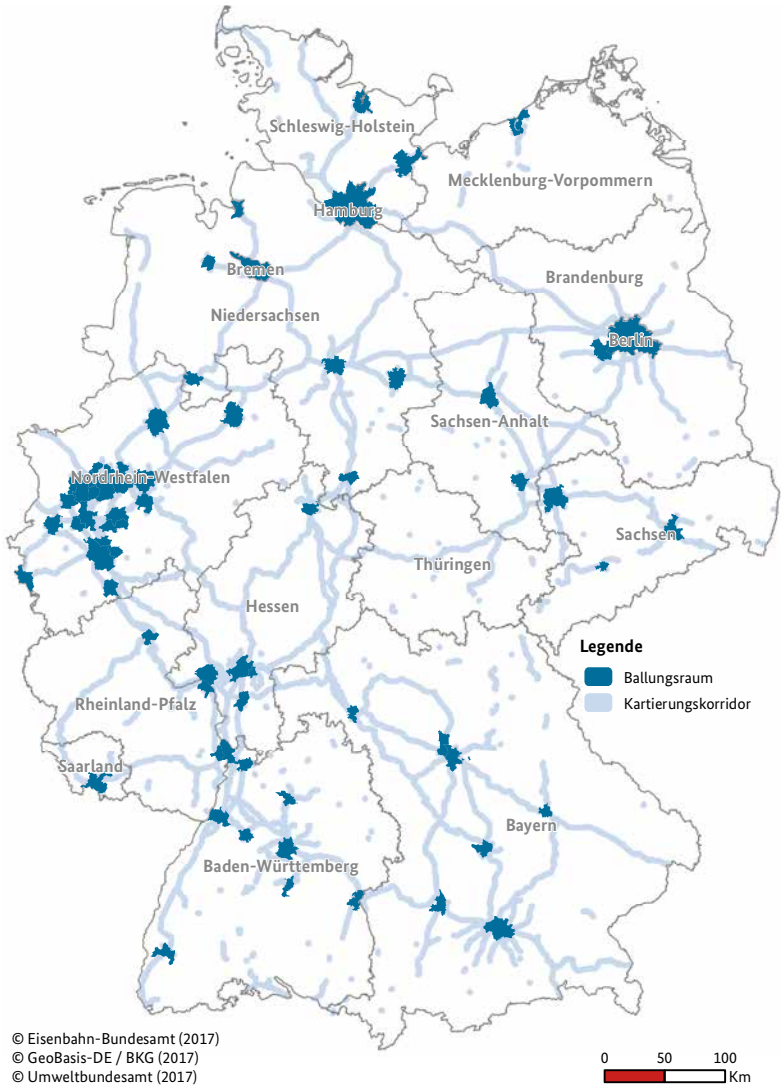 Schleswig-Holstein
Mecklenburg-Vorpommern
Hamburg
Bremen
Brandenburg
Niedersachsen
Berlin
Sachsen-Anhalt
Nordrhein-Westfalen
Sachsen
Thüringen
Hessen
Legende
Ballungsraum
Kartierungskorridor
Rheinland-Pfalz
Saarland
Bayern
Baden-Württemberg
© Eisenbahn-Bundesamt (2017)
© GeoBasis-DE / BKG (2017)
© Umweltbundesamt (2017)
0 50 100
Km